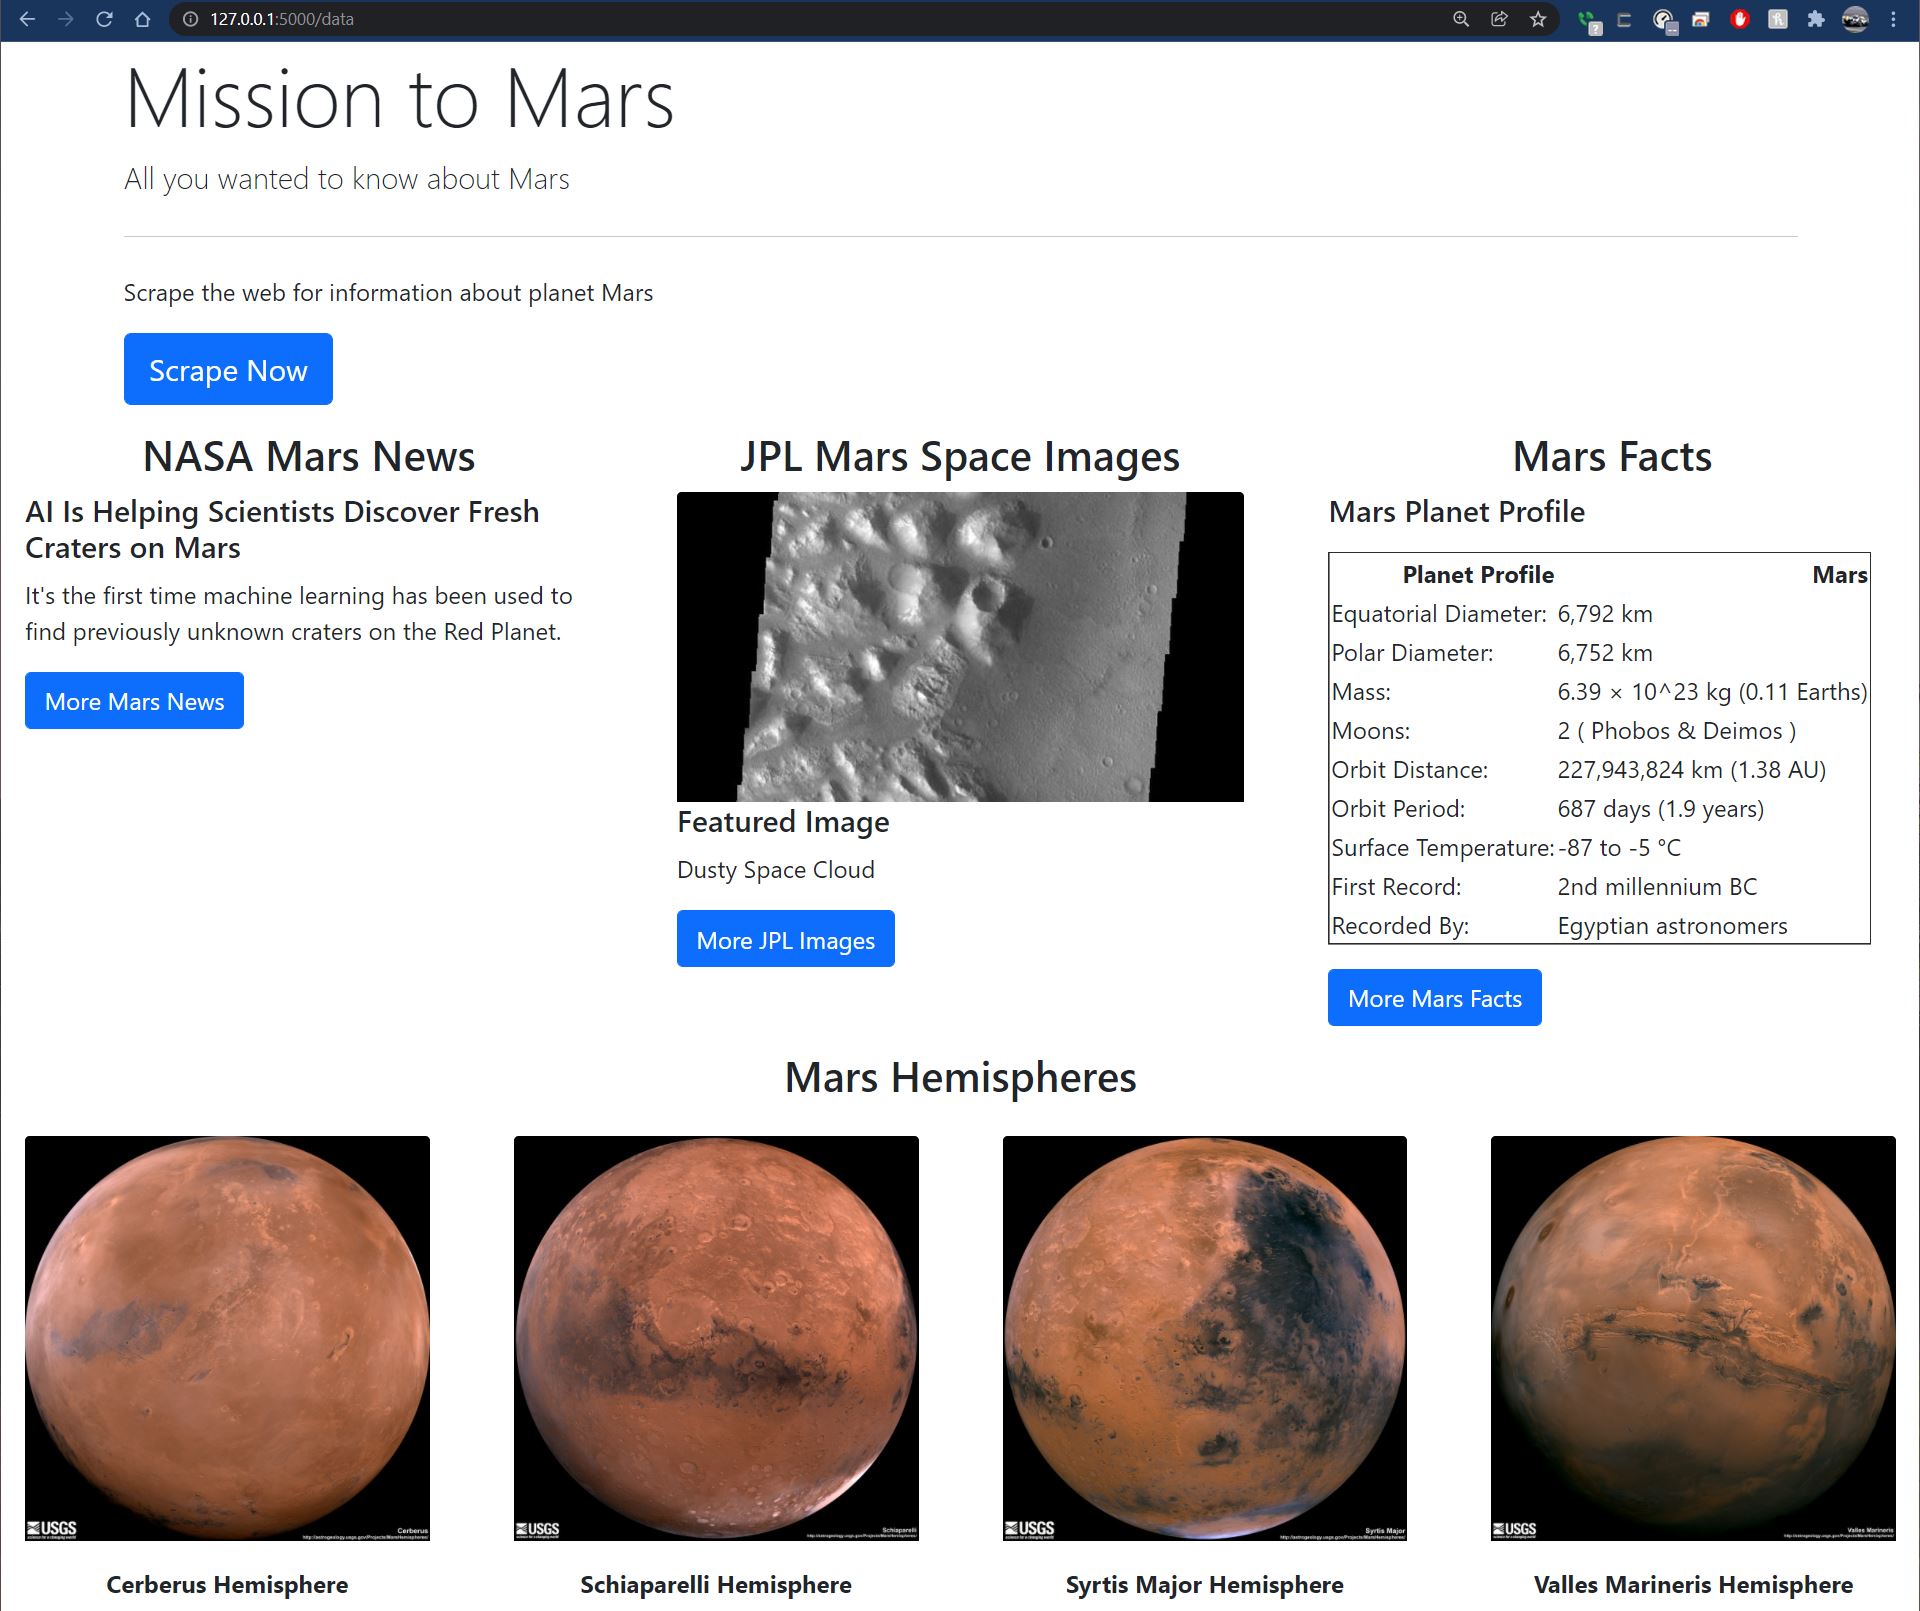 127.0.0.1:5000/data
Mission to Mars
All you wanted to know about Mars
Scrape the web for information about planet Mars
Scrape Now
NASA Mars News
AI Is Helping Scientists Discover Fresh
Craters on Mars
It's the first time machine learning has been used to
find previously unknown craters on the Red Planet.
More Mars News
JPL Mars Space Images
Featured Image
Dusty Space Cloud
More JPL Images
Mars Facts
Mars Planet Profile
Planet Profile Mars
Equatorial Diameter: 6,792 km
Polar Diameter: 6,752 km
Mass: 6.39 × 10^23 kg (0.11 Earths)
Moons: 2 ( Phobos & Deimos )
Orbit Distance: 227,943,824 km (1.38 AU)
Orbit Period: 687 days (1.9 years)
Surface Temperature: -87 to -5 °C
First Record: 2nd millennium BC
Recorded By: Egyptian astronomers
More Mars Facts
Mars Hemispheres
USGS
Cerberus
USGS
Schiaparelli
USGS
Syrtis Major
USGS
Valles Marineris
Cerberus Hemisphere
Schiaparelli Hemisphere
Syrtis Major Hemisphere
Valles Marineris Hemisphere